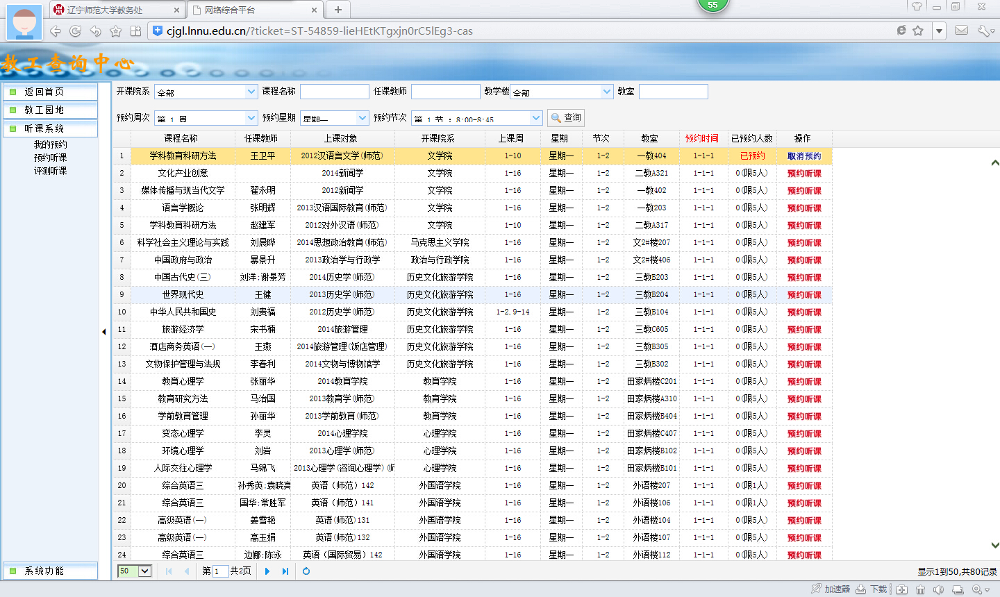 55
辽宁师范大学教务处 网络综合平台
cjgl.lnnu.edu.cn/?ticket=ST-54859-lieHEtKTgxjn0rC5lEg3-cas
教工查询中心
返回首页
教工园地
听课系统
我的预约
预约听课
评测听课
系统功能
开课院系 全部 课程名称 任课教师 教学楼 全部 教室
预约周次 第 1 周 预约星期 星期一 预约节次 第 1 节 : 8:00-8:45 查询
课程名称 任课教师 上课对象 开课院系 上课周 星期 节次 教室 预约时间 已预约人数 操作
1 学科教育科研方法 王卫平 2012汉语言文学(师范) 文学院 1-10 星期一 1-2 一教404 1-1-1 已预约 取消预约
2 文化产业创意 2014新闻学 文学院 1-16 星期一 1-2 二教A321 1-1-1 0(限5人) 预约听课
3 媒体传播与现当代文学 翟永明 2012新闻学 文学院 1-16 星期一 1-2 一教402 1-1-1 0(限5人) 预约听课
4 语言学概论 张明辉 2013汉语国际教育(师范) 文学院 1-16 星期一 1-2 一教203 1-1-1 0(限5人) 预约听课
5 学科教育科研方法 赵建军 2012对外汉语(师范) 文学院 1-10 星期一 1-2 二教A317 1-1-1 0(限5人) 预约听课
6 科学社会主义理论与实践 刘晨晔 2014思想政治教育(师范) 马克思主义学院 1-16 星期一 1-2 文2#楼207 1-1-1 0(限5人) 预约听课
7 中国政府与政治 暴景升 2013政治学与行政学 政治与行政学院 1-16 星期一 1-2 文2#楼406 1-1-1 0(限5人) 预约听课
8 中国古代史(三) 刘洋;谢景芳 2014历史学(师范) 历史文化旅游学院 1-16 星期一 1-2 三教B203 1-1-1 0(限5人) 预约听课
9 世界现代史 王健 2013历史学(师范) 历史文化旅游学院 1-16 星期一 1-2 三教B204 1-1-1 0(限5人) 预约听课
10 中华人民共和国史 刘贵福 2012历史学(师范) 历史文化旅游学院 1-2.9-14 星期一 1-2 三教B104 1-1-1 0(限5人) 预约听课
11 旅游经济学 宋书楠 2014旅游管理 历史文化旅游学院 1-16 星期一 1-2 三教C605 1-1-1 0(限5人) 预约听课
12 酒店商务英语(一) 王燕 2014旅游管理(饭店管理) 历史文化旅游学院 1-16 星期一 1-2 三教B305 1-1-1 0(限5人) 预约听课
13 文物保护管理与法规 李春利 2014文物与博物馆学 历史文化旅游学院 1-16 星期一 1-2 三教B302 1-1-1 0(限5人) 预约听课
14 教育心理学 张丽华 2014教育学院 教育学院 1-16 星期一 1-2 田家炳楼C201 1-1-1 0(限5人) 预约听课
15 教育研究方法 马治国 2013教育学(师范) 教育学院 1-16 星期一 1-2 田家炳楼A310 1-1-1 0(限5人) 预约听课
16 学前教育管理 孙丽华 2013学前教育(师范) 教育学院 1-16 星期一 1-2 田家炳楼B404 1-1-1 0(限5人) 预约听课
17 变态心理学 李灵 2014心理学院 心理学院 1-16 星期一 1-2 田家炳楼C407 1-1-1 0(限5人) 预约听课
18 环境心理学 刘岩 2013心理学(师范) 心理学院 1-16 星期一 1-2 田家炳楼B102 1-1-1 0(限5人) 预约听课
19 人际交往心理学 马锦飞 2013心理学(咨询心理学)(师 心理学院 1-16 星期一 1-2 田家炳楼B101 1-1-1 0(限5人) 预约听课
20 综合英语三 孙秀英;袁晓亮 英语（师范）142 外国语学院 1-16 星期一 1-2 外语楼207 1-1-1 0(限1人) 预约听课
21 综合英语三 国华;常胜军 英语（师范）141 外国语学院 1-16 星期一 1-2 外语楼106 1-1-1 0(限1人) 预约听课
22 高级英语(一) 姜雪艳 英语(师范)131 外国语学院 1-16 星期一 1-2 外语楼104 1-1-1 0(限5人) 预约听课
23 高级英语(一) 高玉娟 英语(师范)132 外国语学院 1-16 星期一 1-2 外语楼107 1-1-1 0(限5人) 预约听课
24 综合英语三 边娜;陈泳 英语（国际贸易）142 外国语学院 1-16 星期一 1-2 外语楼112 1-1-1 0(限5人) 预约听课
50 第 1 共2页 显示1到50,共80记录
加速器 下载